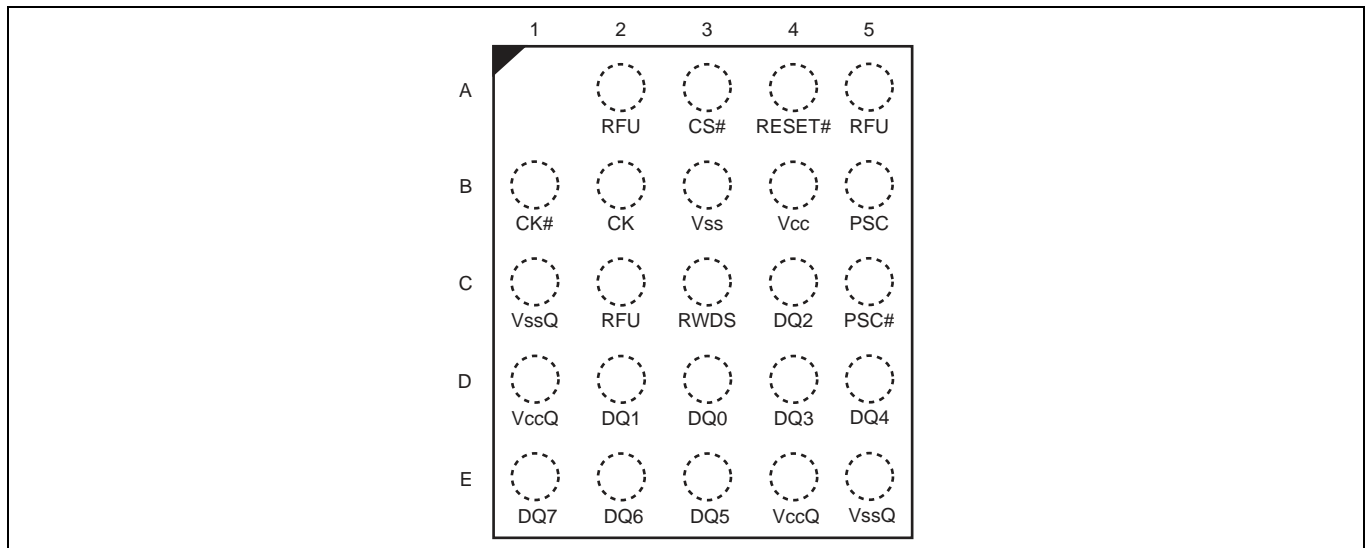 1 2 3 4 5
A
RFU CS# RESET# RFU
B
CK# CK Vss Vcc PSC
C
VssQ RFU RWDS DQ2 PSC#
D
VccQ DQ1 DQ0 DQ3 DQ4
E
DQ7 DQ6 DQ5 VccQ VssQ